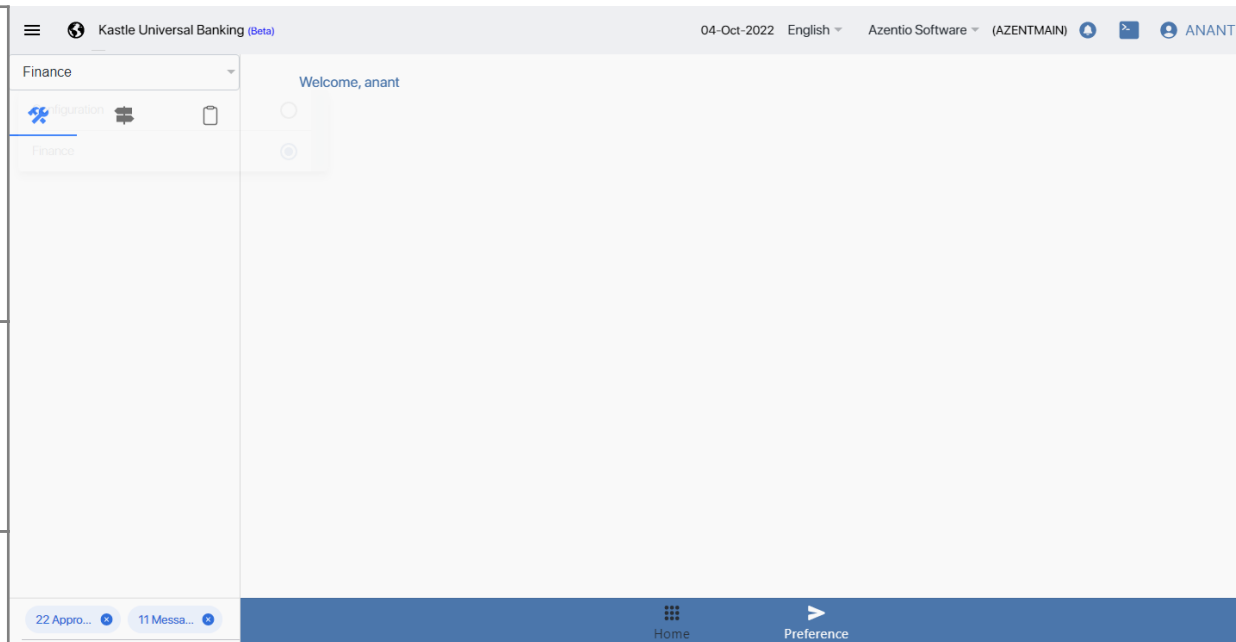 Kastle Universal Banking (Beta) 04-Oct-2022 English Azentio Software (AZENTMAIN) ANANT
Finance
Welcome, anant
Configuration
Finance
22 Appro... 11 Messa...
Home Preference